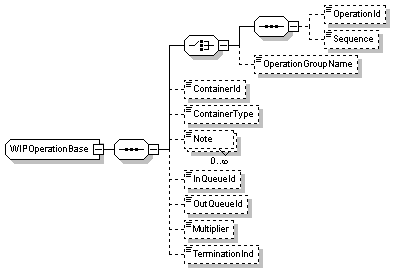 OperationId
Sequence
OperationGroupName
ContainerId
ContainerType
Note
0..∞
WIPOperationBase
InQueueId
OutQueueId
Multiplier
TerminationInd